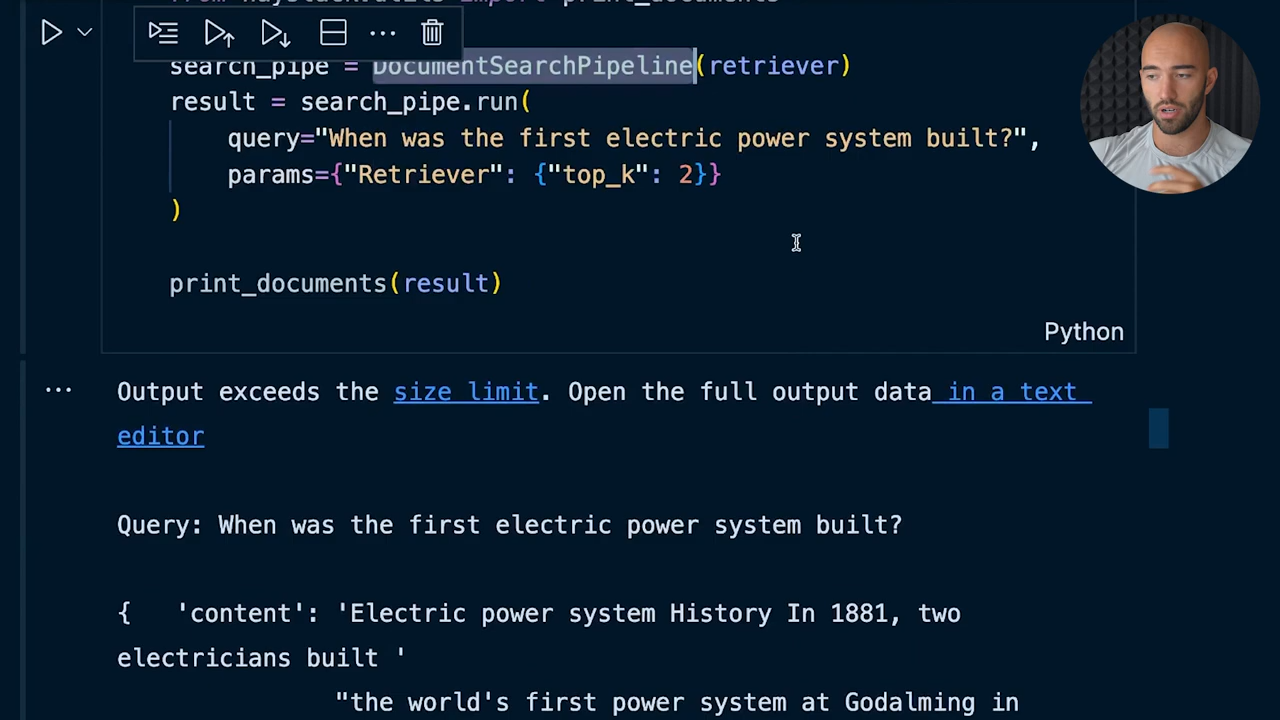 search_pipe = DocumentSearchPipeline(retriever)
result = search_pipe.run(
query="When was the first electric power system built?",
params={"Retriever": {"top_k": 2}}
)
print_documents(result)
Python
Output exceeds the size limit. Open the full output data in a text
editor
Query: When was the first electric power system built?
{   'content': 'Electric power system History In 1881, two
electricians built '
"the world's first power system at Godalming in